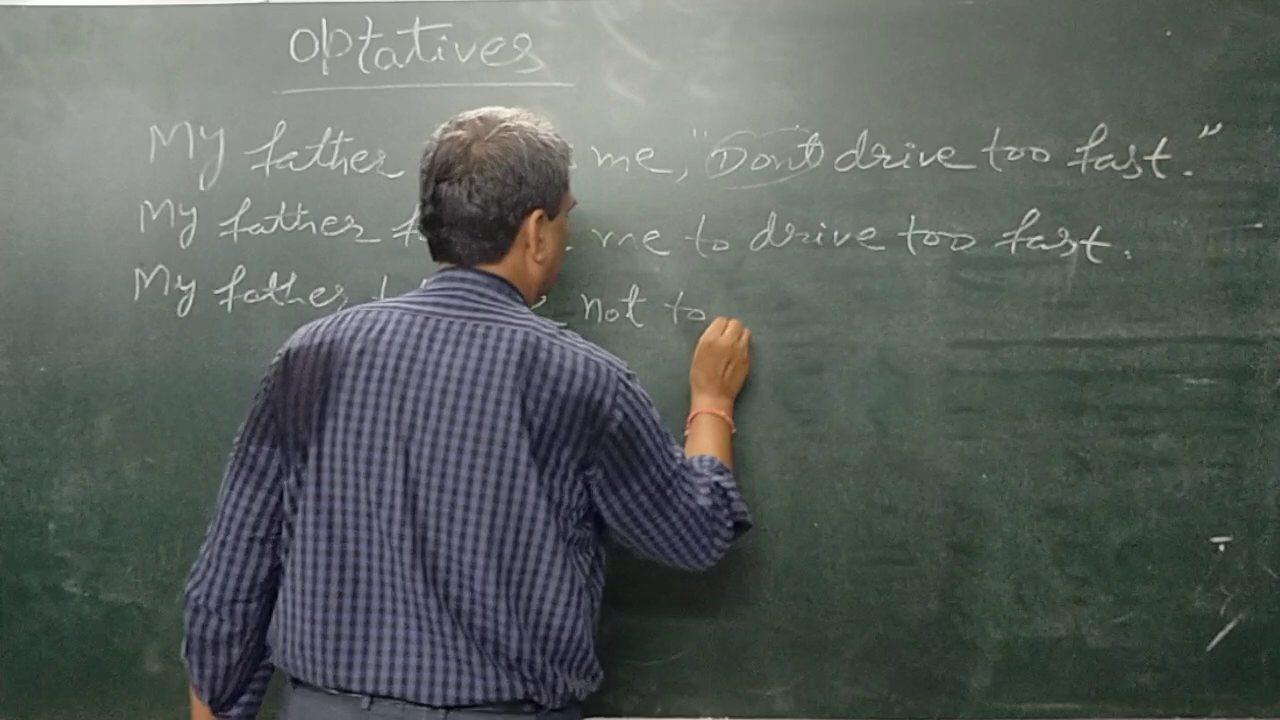 Optatives
My father me, "Don't drive too fast."
My father me to drive too fast.
My father not to